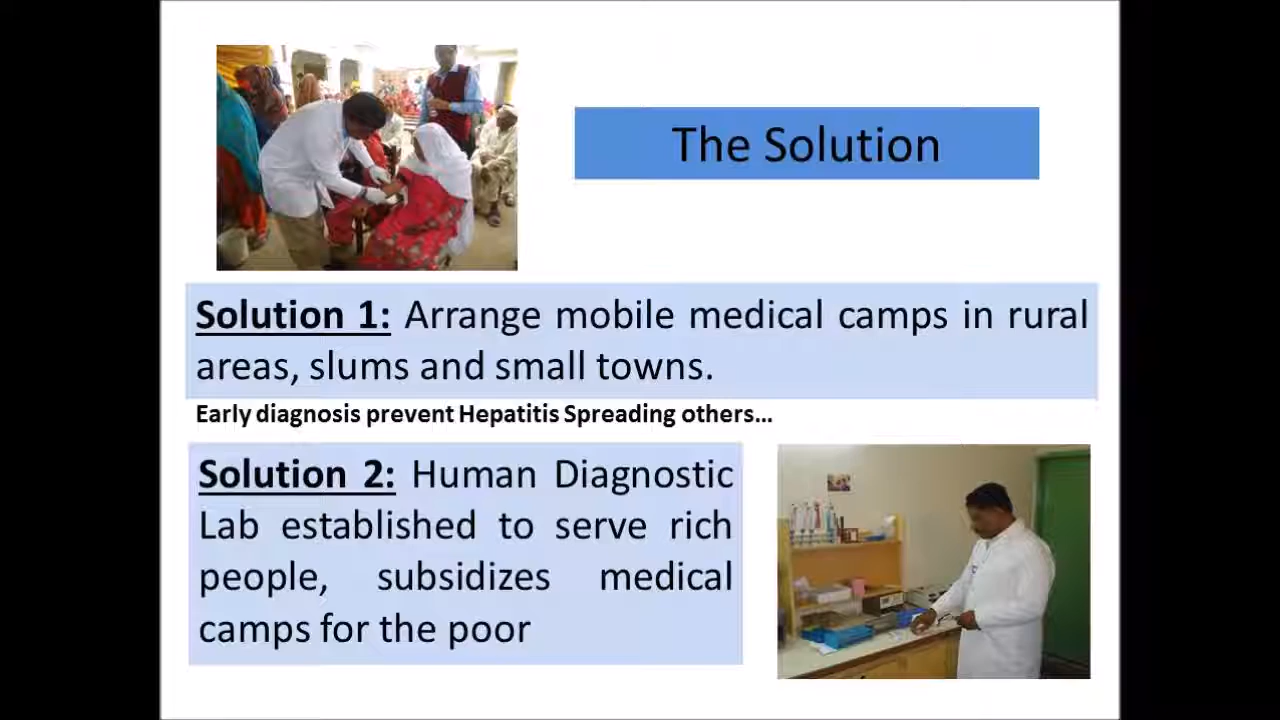 The Solution
Solution 1: Arrange mobile medical camps in rural
areas, slums and small towns.
Early diagnosis prevent Hepatitis Spreading others...
Solution 2: Human Diagnostic
Lab established to serve rich
people, subsidizes medical
camps for the poor